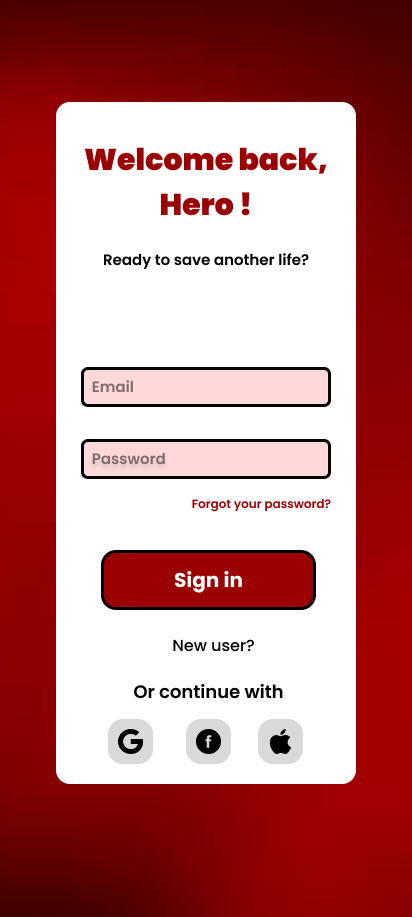 Welcome back,
Hero !
Ready to save another life?
Email
Password
Forgot your password?
Sign in
New user?
Or continue with